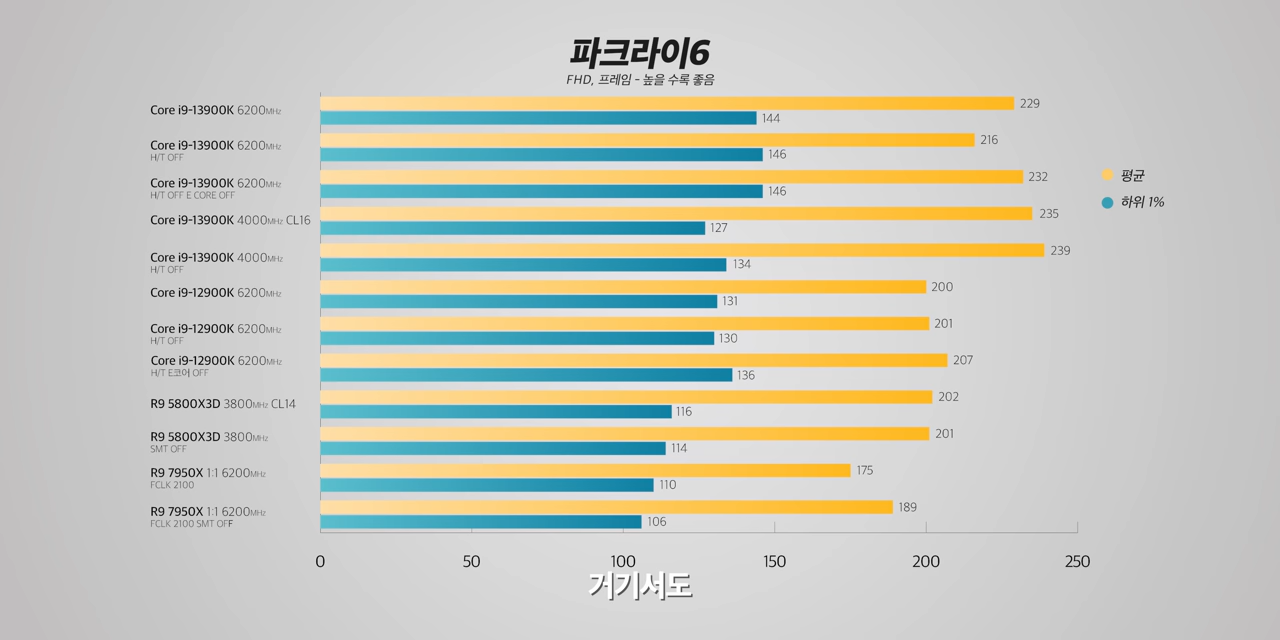 파크라이6
FHD, 프레임 - 높을 수록 좋음
Core i9-13900K 6200MHz
229
144
Core i9-13900K 6200MHz
H/T OFF
216
146
Core i9-13900K 6200MHz
H/T OFF E CORE OFF
232
146
Core i9-13900K 4000MHz CL16
235
127
Core i9-13900K 4000MHz
H/T OFF
239
134
Core i9-12900K 6200MHz
200
131
Core i9-12900K 6200MHz
H/T OFF
201
130
Core i9-12900K 6200MHz
H/T E코어 OFF
207
136
R9 5800X3D 3800MHz CL14
202
116
R9 5800X3D 3800MHz
SMT OFF
201
114
R9 7950X 1:1 6200MHz
FCLK 2100
175
110
R9 7950X 1:1 6200MHz
FCLK 2100 SMT OFF
189
106
평균
하위 1%
0 50 100 150 200 250
거기서도